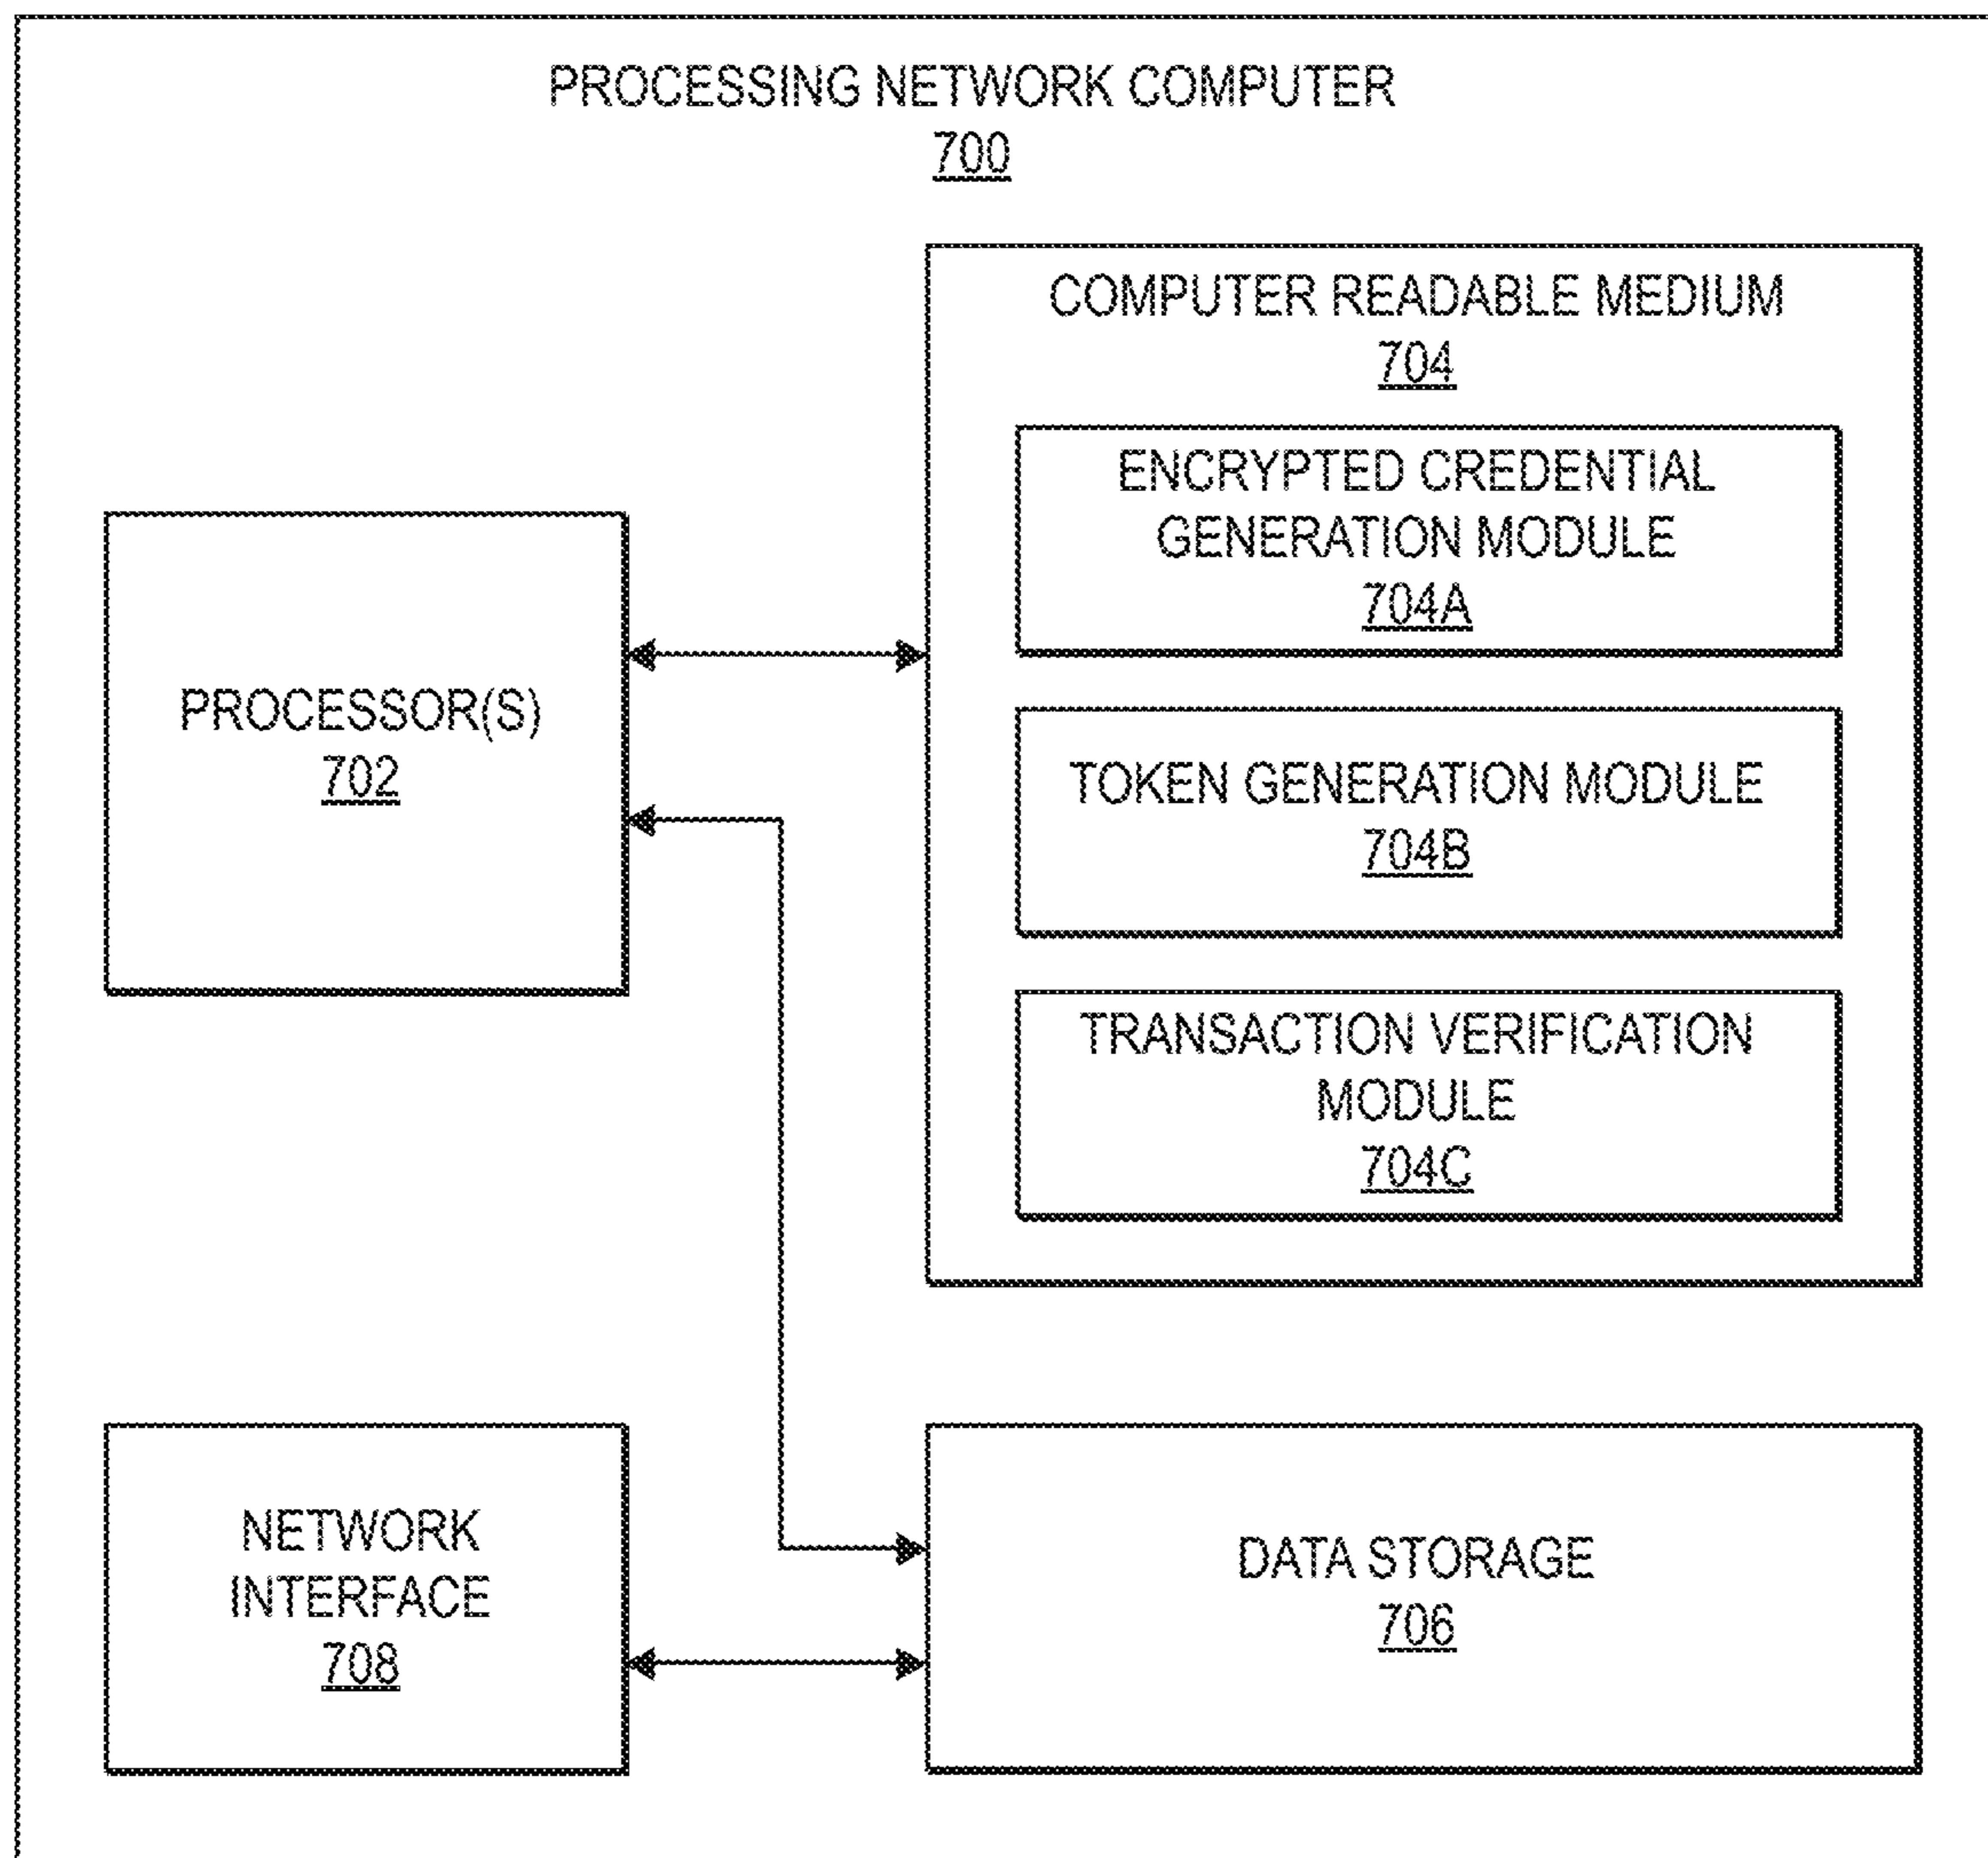 PROCESSING NETWORK COMPUTER
700
COMPUTER READABLE MEDIUM
704
ENCRYPTED CREDENTIAL
GENERATION MODULE
704A
PROCESSOR(S)
702
TOKEN GENERATION MODULE
704B
TRANSACTION VERIFICATION
MODULE
704C
NETWORK
INTERFACE
708
DATA STORAGE
706